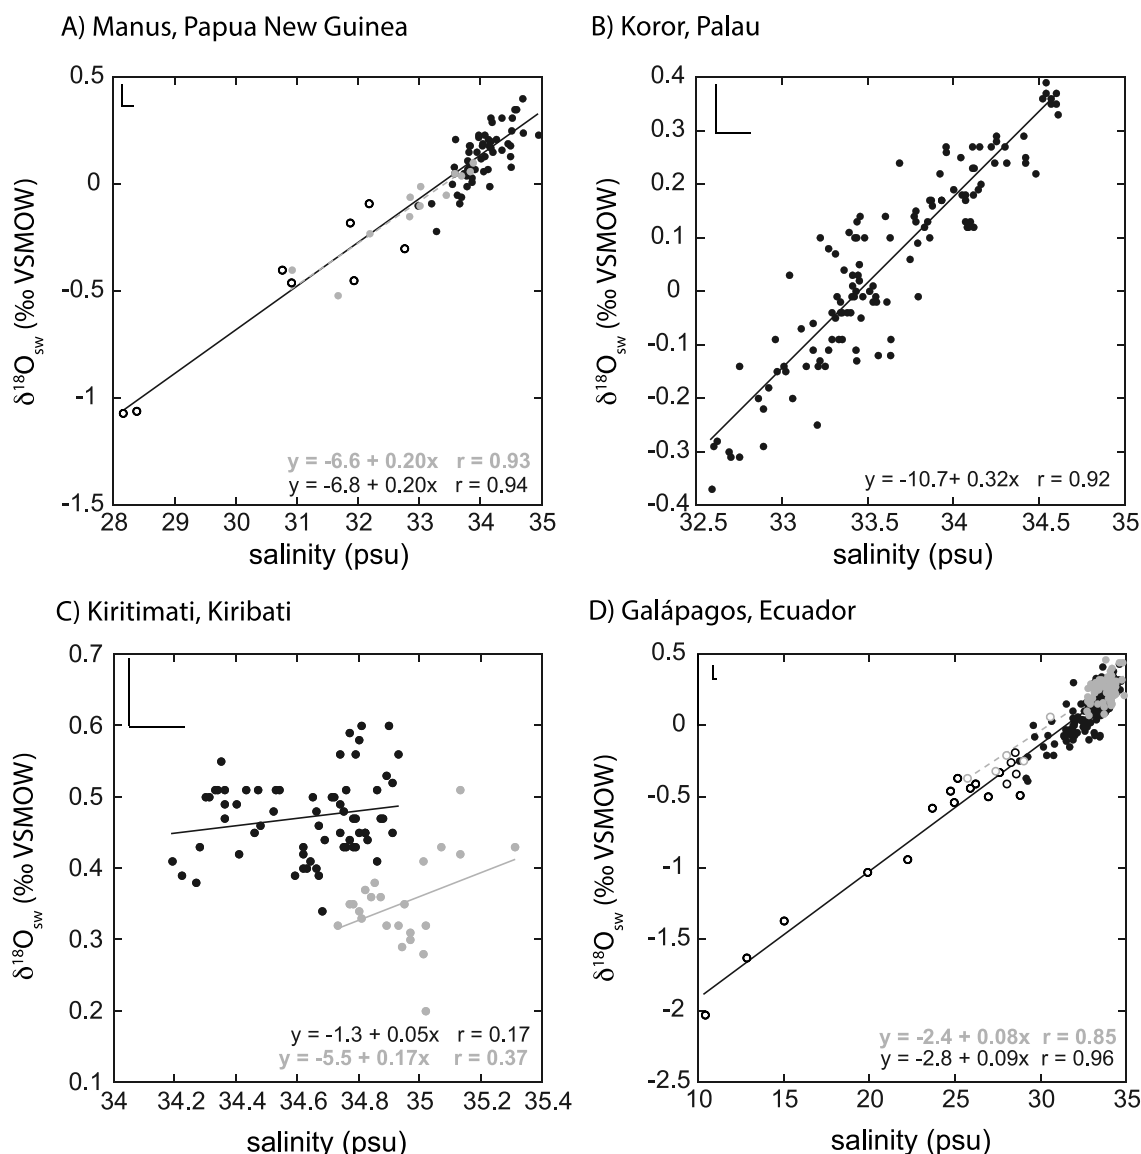 A) Manus, Papua New Guinea
0.5
0
-0.5
-1
-1.5
δ¹⁸Osw (‰ VSMOW)
y = -6.6 + 0.20x r = 0.93
y = -6.8 + 0.20x r = 0.94
28 29 30 31 32 33 34 35
salinity (psu)
B) Koror, Palau
0.4
0.3
0.2
0.1
0
-0.1
-0.2
-0.3
-0.4
δ¹⁸Osw (‰ VSMOW)
y = -10.7+ 0.32x r = 0.92
32.5 33 33.5 34 34.5 35
salinity (psu)
C) Kiritimati, Kiribati
0.7
0.6
0.5
0.4
0.3
0.2
0.1
δ¹⁸Osw (‰ VSMOW)
y = -1.3 + 0.05x r = 0.17
y = -5.5 + 0.17x r = 0.37
34 34.2 34.4 34.6 34.8 35 35.2 35.4
salinity (psu)
D) Galápagos, Ecuador
0.5
0
-0.5
-1
-1.5
-2
-2.5
δ¹⁸Osw (‰ VSMOW)
y = -2.4 + 0.08x r = 0.85
y = -2.8 + 0.09x r = 0.96
10 15 20 25 30 35
salinity (psu)